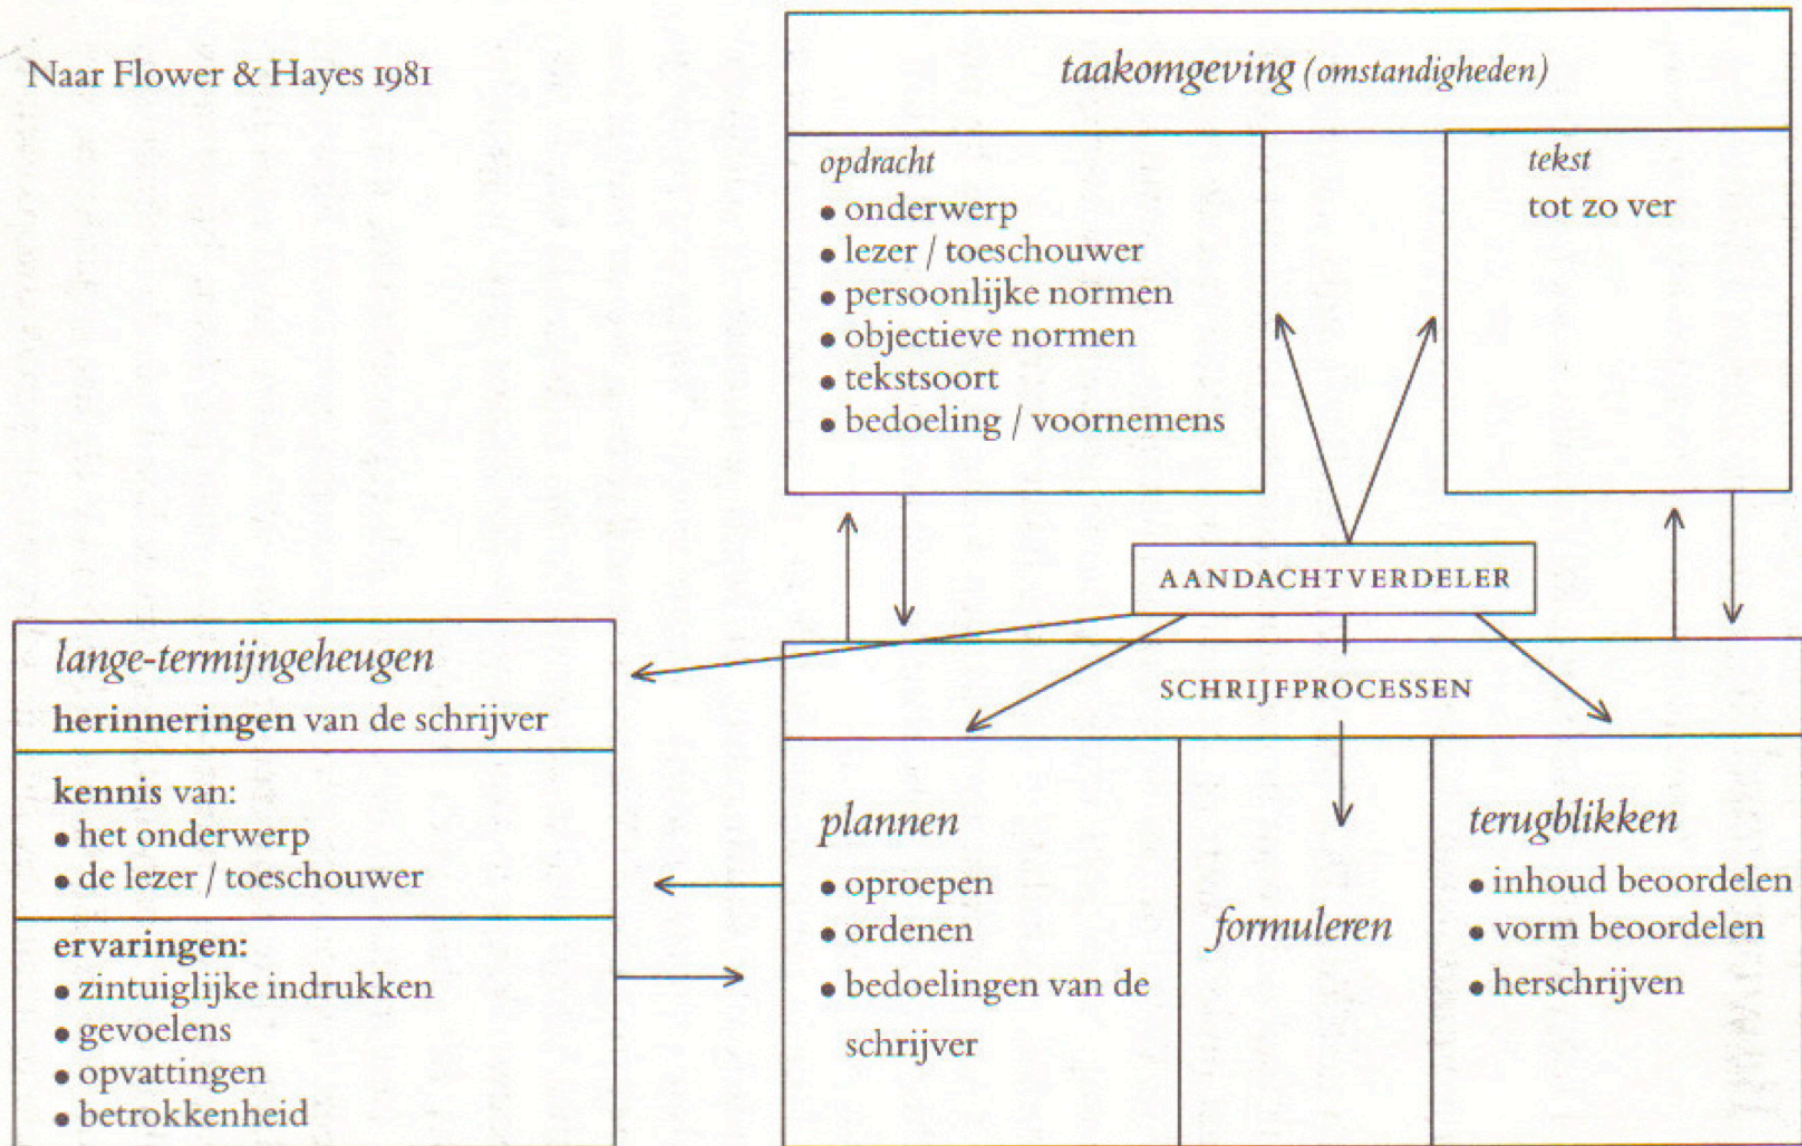 Naar Flower & Hayes 1981
taakomgeving (omstandigheden)
opdracht
• onderwerp
• lezer / toeschouwer
• persoonlijke normen
• objectieve normen
• tekstsoort
• bedoeling / voornemens
tekst
tot zo ver
AANDACHTVERDELER
lange-termijngeheugen
herinneringen van de schrijver
kennis van:
• het onderwerp
• de lezer / toeschouwer
ervaringen:
• zintuiglijke indrukken
• gevoelens
• opvattingen
• betrokkenheid
SCHRIJFPROCESSEN
plannen
• oproepen
• ordenen
• bedoelingen van de
schrijver
formuleren
terugblikken
• inhoud beoordelen
• vorm beoordelen
• herschrijven